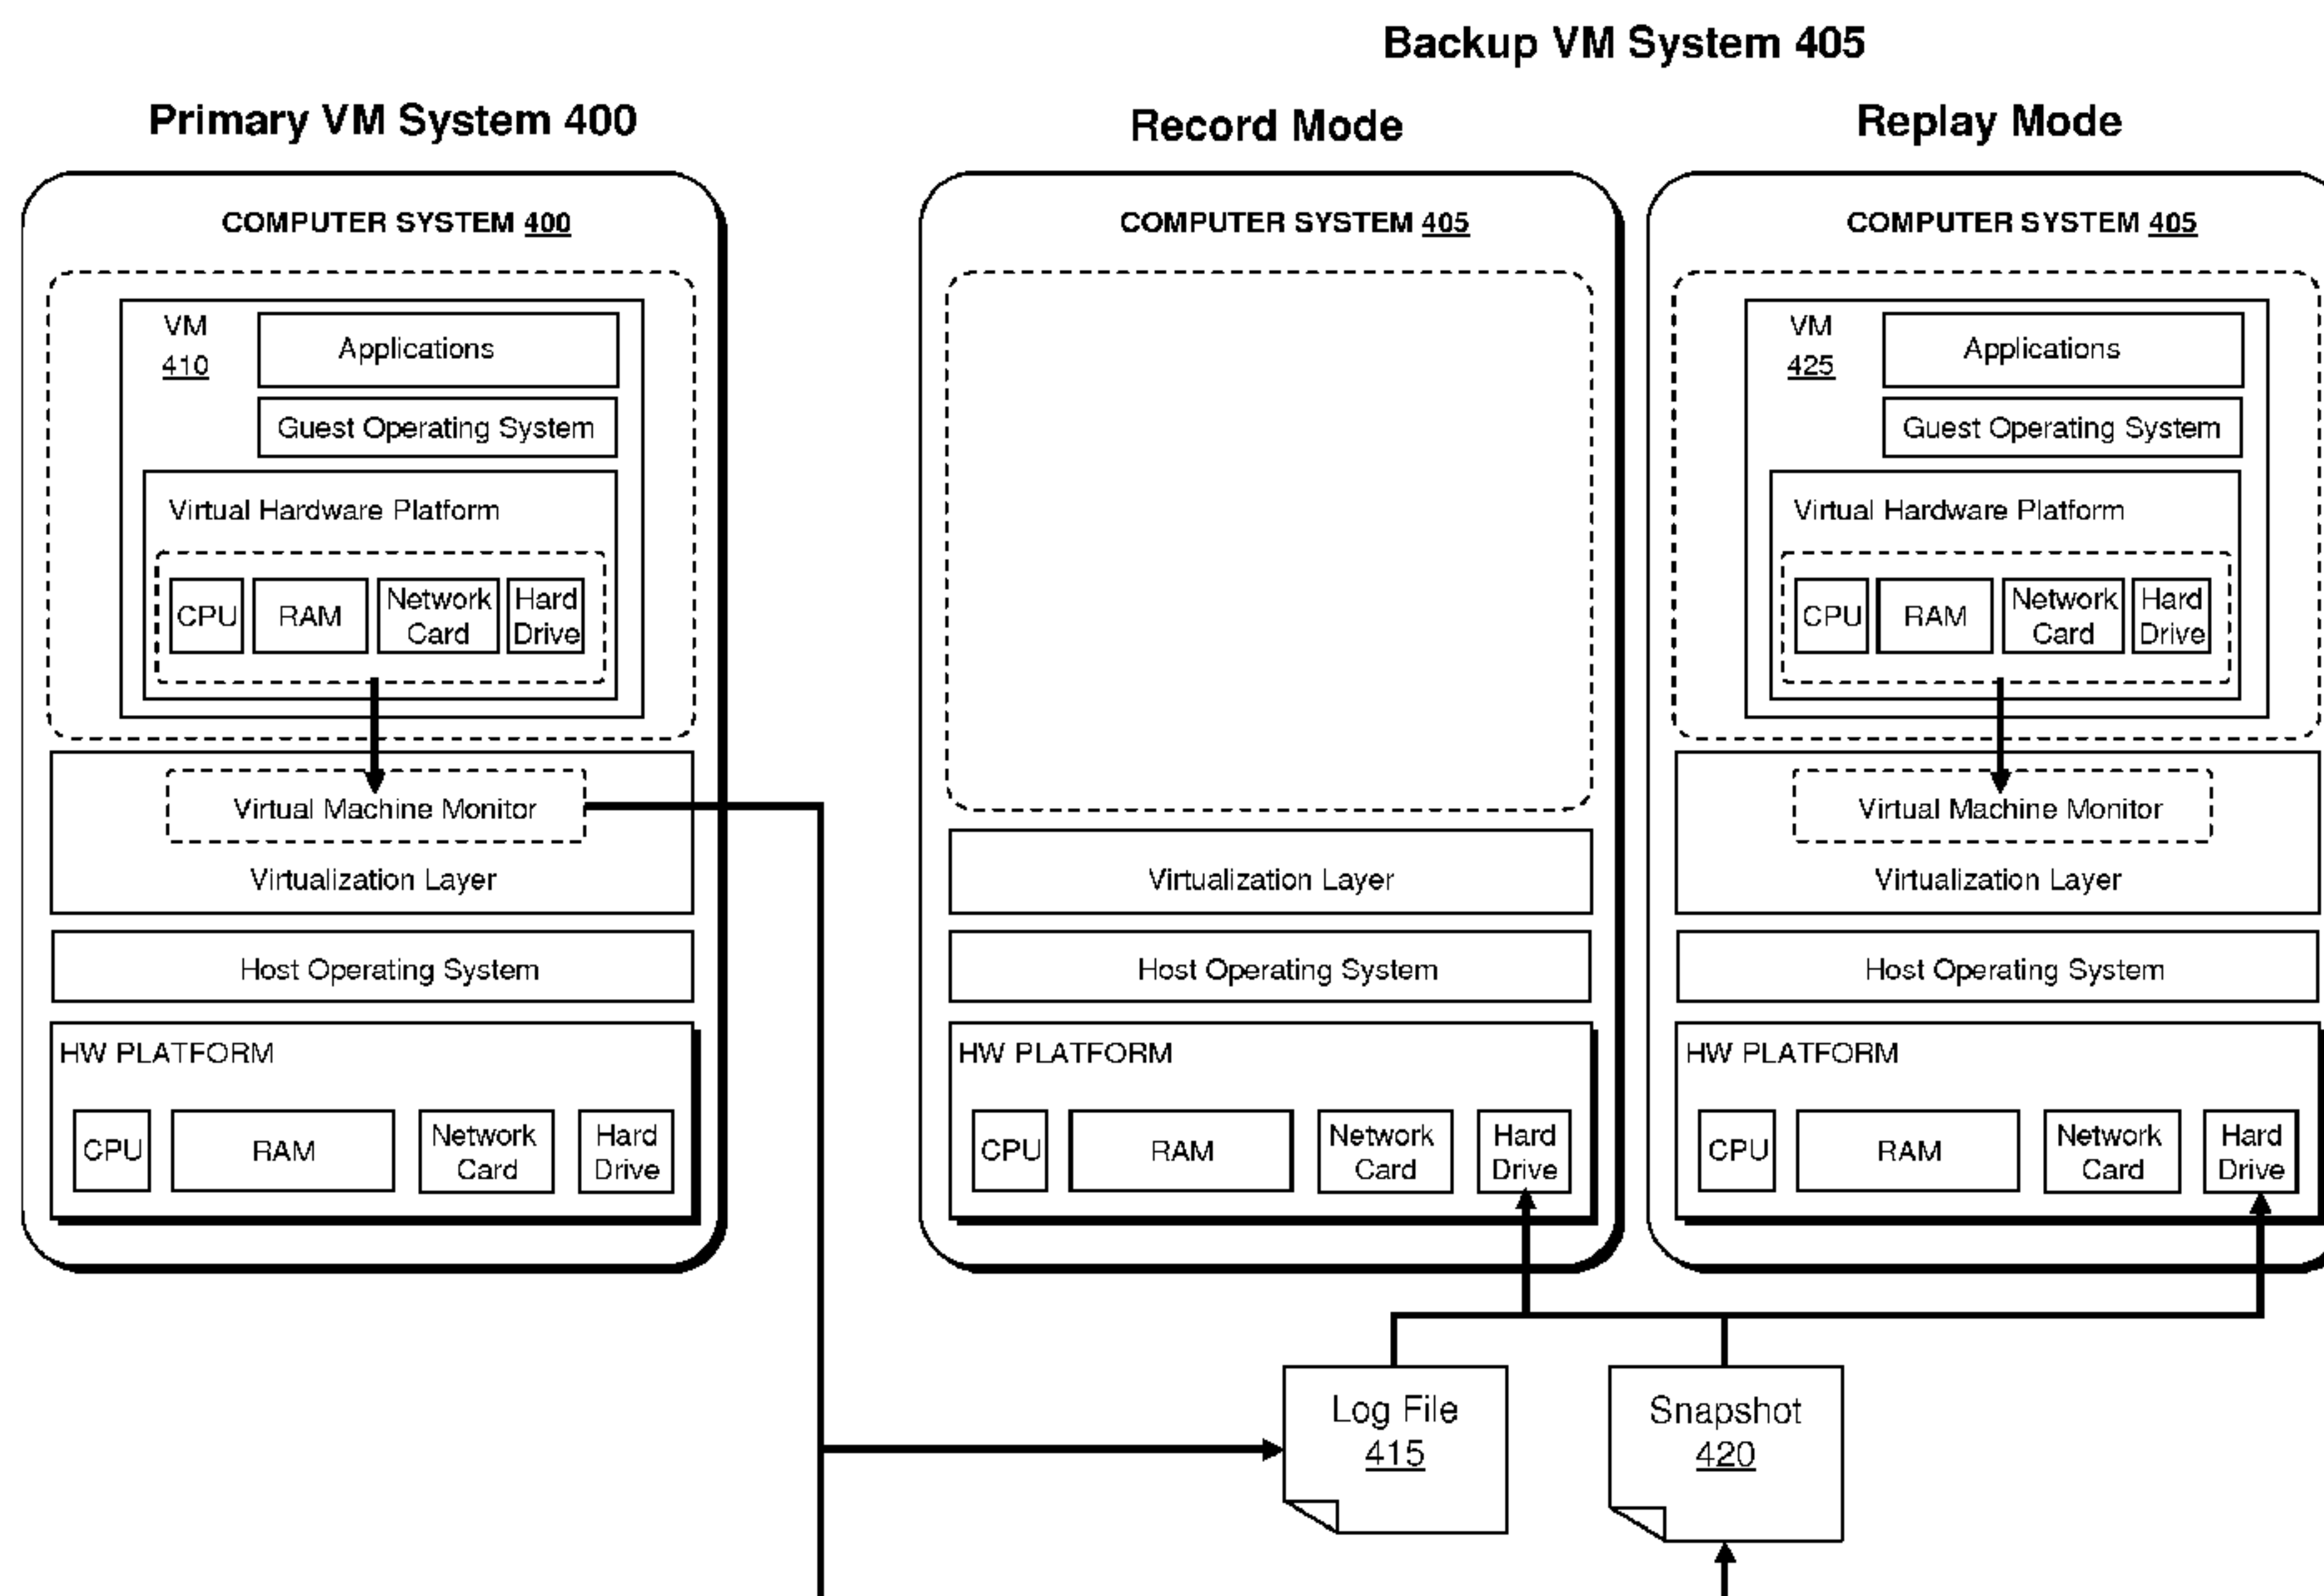 Backup VM System 405
Primary VM System 400
Record Mode
Replay Mode
COMPUTER SYSTEM 400
VM
410
Applications
Guest Operating System
Virtual Hardware Platform
CPU
RAM
Network
Card
Hard
Drive
Virtual Machine Monitor
Virtualization Layer
Host Operating System
HW PLATFORM
CPU
RAM
Network
Card
Hard
Drive
COMPUTER SYSTEM 405
Virtualization Layer
Host Operating System
HW PLATFORM
CPU
RAM
Network
Card
Hard
Drive
COMPUTER SYSTEM 405
VM
425
Applications
Guest Operating System
Virtual Hardware Platform
CPU
RAM
Network
Card
Hard
Drive
Virtual Machine Monitor
Virtualization Layer
Host Operating System
HW PLATFORM
CPU
RAM
Network
Card
Hard
Drive
Log File
415
Snapshot
420